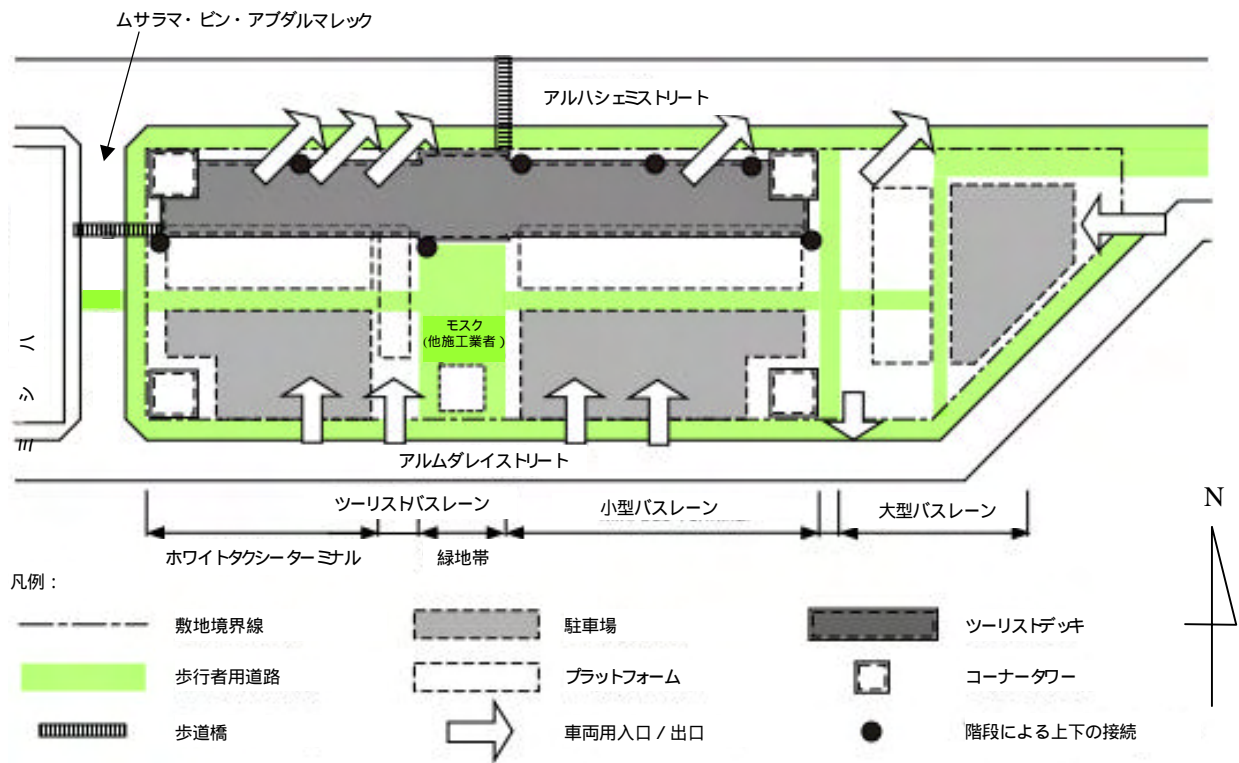 ムサラマ・ビン・アブダルマレック
アルハシェミストリート
ハシミ
モスク
(他施工業者)
アルムダレイストリート
ツーリストバスレーン
小型バスレーン
大型バスレーン
ホワイトタクシーターミナル
緑地帯
N
凡例:
敷地境界線
駐車場
ツーリストデッキ
歩行者用道路
プラットフォーム
コーナータワー
歩道橋
車両用入口 / 出口
階段による上下の接続